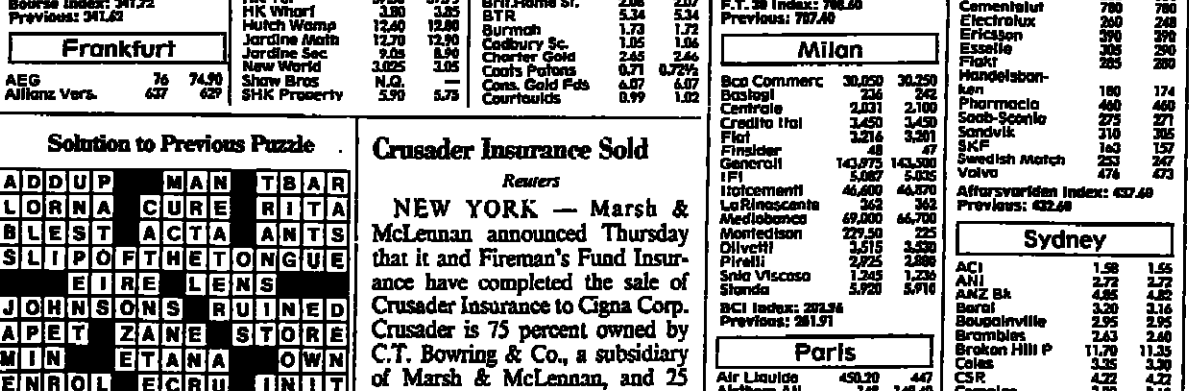 Bourse Index: 341.72
Previous: 341.62
Frankfurt
AEG 76 74.90
Allianz Vers. 637 629
HK Wharf 3.80 3.85
Hutch Wamp 12.60 12.80
Jardine Math 12.70 12.90
Jardine Sec 9.05 8.90
New World 3.025 3.05
Shaw Bros N.Q. —
SHK Property 5.90 5.75
BTR 5.34 5.34
Burmah 1.73 1.72
Cadbury Sc. 1.05 1.06
Charter Gold 2.65 2.66
Coats Patons 0.71 0.72½
Cons. Gold Fds 6.07 6.07
Courtaulds 0.99 1.02
Solution to Previous Puzzle
ADDUP MAN TBAR
LORNA CURE RITA
BLEST ACTA ANTS
SLIPOFTHETONGUE
EIRE LENS
JOHNSONS RUINED
APET ZANE STORE
MIN ETANA OWN
ENROL ECRU INIT
Crusader Insurance Sold
Reuters
NEW YORK — Marsh &
McLennan announced Thursday
that it and Fireman's Fund Insur-
ance have completed the sale of
Crusader Insurance to Cigna Corp.
Crusader is 75 percent owned by
C.T. Bowring & Co., a subsidiary
of Marsh & McLennan, and 25
F.T. 30 Index: 708.60
Previous: 707.40
Milan
Bca Commerc 30,050 30,250
Bastogi 236 242
Centrale 2,031 2,100
Credito Ital 3,450 3,450
Fiat 3,216 3,201
Finsider 48 47
Generali 143,975 143,500
IFI 5,087 5,035
Italcementi 46,600 46,870
La Rinascente 362 362
Mediobanca 69,000 66,700
Montedison 229.50 225
Olivetti 3,515 3,530
Pirelli 2,925
Snia Viscosa 1,245 1,236
Standa 5,920 5,910
BCI Index:
Previous: 201.91
Paris
Air Liquide 450.20 447
Cementalut 780 780
Electrolux 260 248
Ericsson 390 390
Esselte 305 290
Flakt 285 280
Handelsban-
ken 180 174
Pharmacia 460 460
Saab-Scania 275 271
Sandvik 310 305
SKF 163 157
Swedish Match 253 247
Volvo 476 473
Affarsvarlden Index: 437.60
Previous: 432.60
Sydney
ACI 1.58 1.55
ANI 2.72 2.72
ANZ Bk 4.85 4.82
Boral 3.20 3.16
Bougainville 2.95 2.95
Brambles 2.63 2.60
Broken Hill P 11.70 11.35
Coles 3.35 3.30
CSR 4.22 4.22